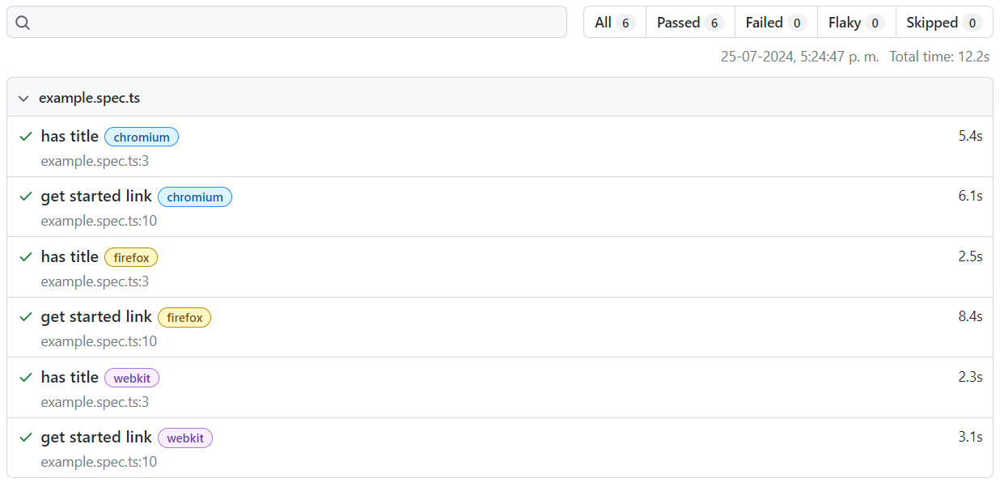 All 6 Passed 6 Failed 0 Flaky 0 Skipped 0
25-07-2024, 5:24:47 p. m. Total time: 12.2s
example.spec.ts
has title chromium 5.4s
example.spec.ts:3
get started link chromium 6.1s
example.spec.ts:10
has title firefox 2.5s
example.spec.ts:3
get started link firefox 8.4s
example.spec.ts:10
has title webkit 2.3s
example.spec.ts:3
get started link webkit 3.1s
example.spec.ts:10